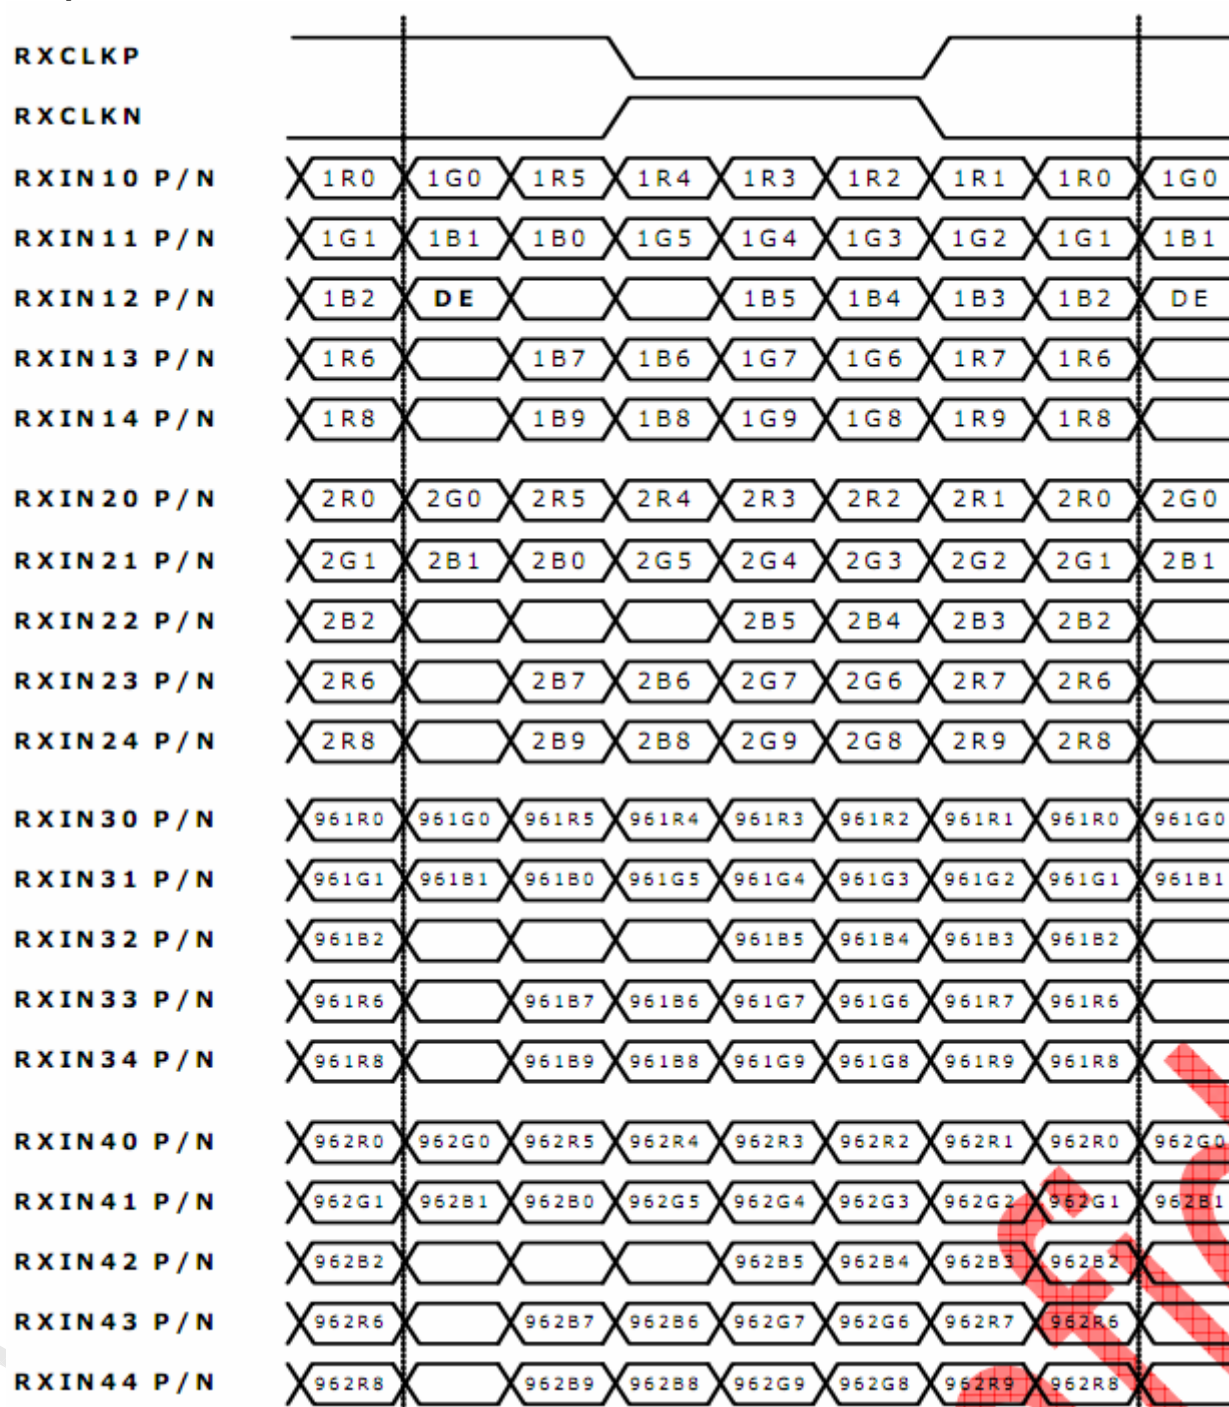 RXCLKP
RXCLKN
RXIN10 P/N 1R0 1G0 1R5 1R4 1R3 1R2 1R1 1R0 1G0
RXIN11 P/N 1G1 1B1 1B0 1G5 1G4 1G3 1G2 1G1 1B1
RXIN12 P/N 1B2 DE 1B5 1B4 1B3 1B2 DE
RXIN13 P/N 1R6 1B7 1B6 1G7 1G6 1R7 1R6
RXIN14 P/N 1R8 1B9 1B8 1G9 1G8 1R9 1R8
RXIN20 P/N 2R0 2G0 2R5 2R4 2R3 2R2 2R1 2R0 2G0
RXIN21 P/N 2G1 2B1 2B0 2G5 2G4 2G3 2G2 2G1 2B1
RXIN22 P/N 2B2 2B5 2B4 2B3 2B2
RXIN23 P/N 2R6 2B7 2B6 2G7 2G6 2R7 2R6
RXIN24 P/N 2R8 2B9 2B8 2G9 2G8 2R9 2R8
RXIN30 P/N 961R0 961G0 961R5 961R4 961R3 961R2 961R1 961R0 961G0
RXIN31 P/N 961G1 961B1 961B0 961G5 961G4 961G3 961G2 961G1 961B1
RXIN32 P/N 961B2 961B5 961B4 961B3 961B2
RXIN33 P/N 961R6 961B7 961B6 961G7 961G6 961R7 961R6
RXIN34 P/N 961R8 961B9 961B8 961G9 961G8 961R9 961R8
RXIN40 P/N 962R0 962G0 962R5 962R4 962R3 962R2 962R1 962R0 962G0
RXIN41 P/N 962G1 962B1 962B0 962G5 962G4 962G3 962G2 962G1 962B1
RXIN42 P/N 962B2 962B5 962B4 962B3 962B2
RXIN43 P/N 962R6 962B7 962B6 962G7 962G6 962R7 962R6
RXIN44 P/N 962R8 962B9 962B8 962G9 962G8 962R9 962R8